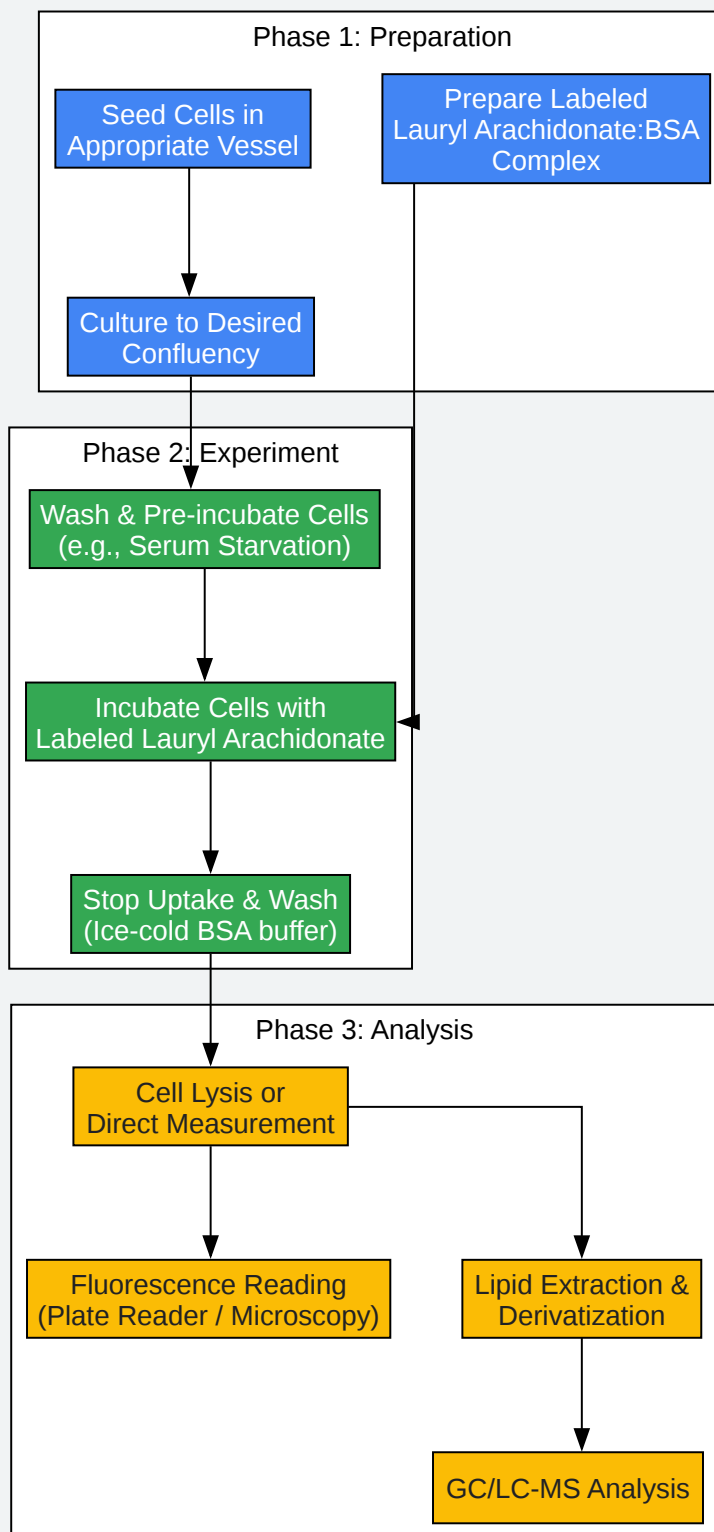 Phase 1: Preparation
Seed Cells in
Appropriate Vessel
Prepare Labeled
Lauryl Arachidonate:BSA
Complex
Culture to Desired
Confluency
Phase 2: Experiment
Wash & Pre-incubate Cells
(e.g., Serum Starvation)
Incubate Cells with
Labeled Lauryl Arachidonate
Stop Uptake & Wash
(Ice-cold BSA buffer)
Phase 3: Analysis
Cell Lysis or
Direct Measurement
Fluorescence Reading
(Plate Reader / Microscopy)
Lipid Extraction &
Derivatization
GC/LC-MS Analysis